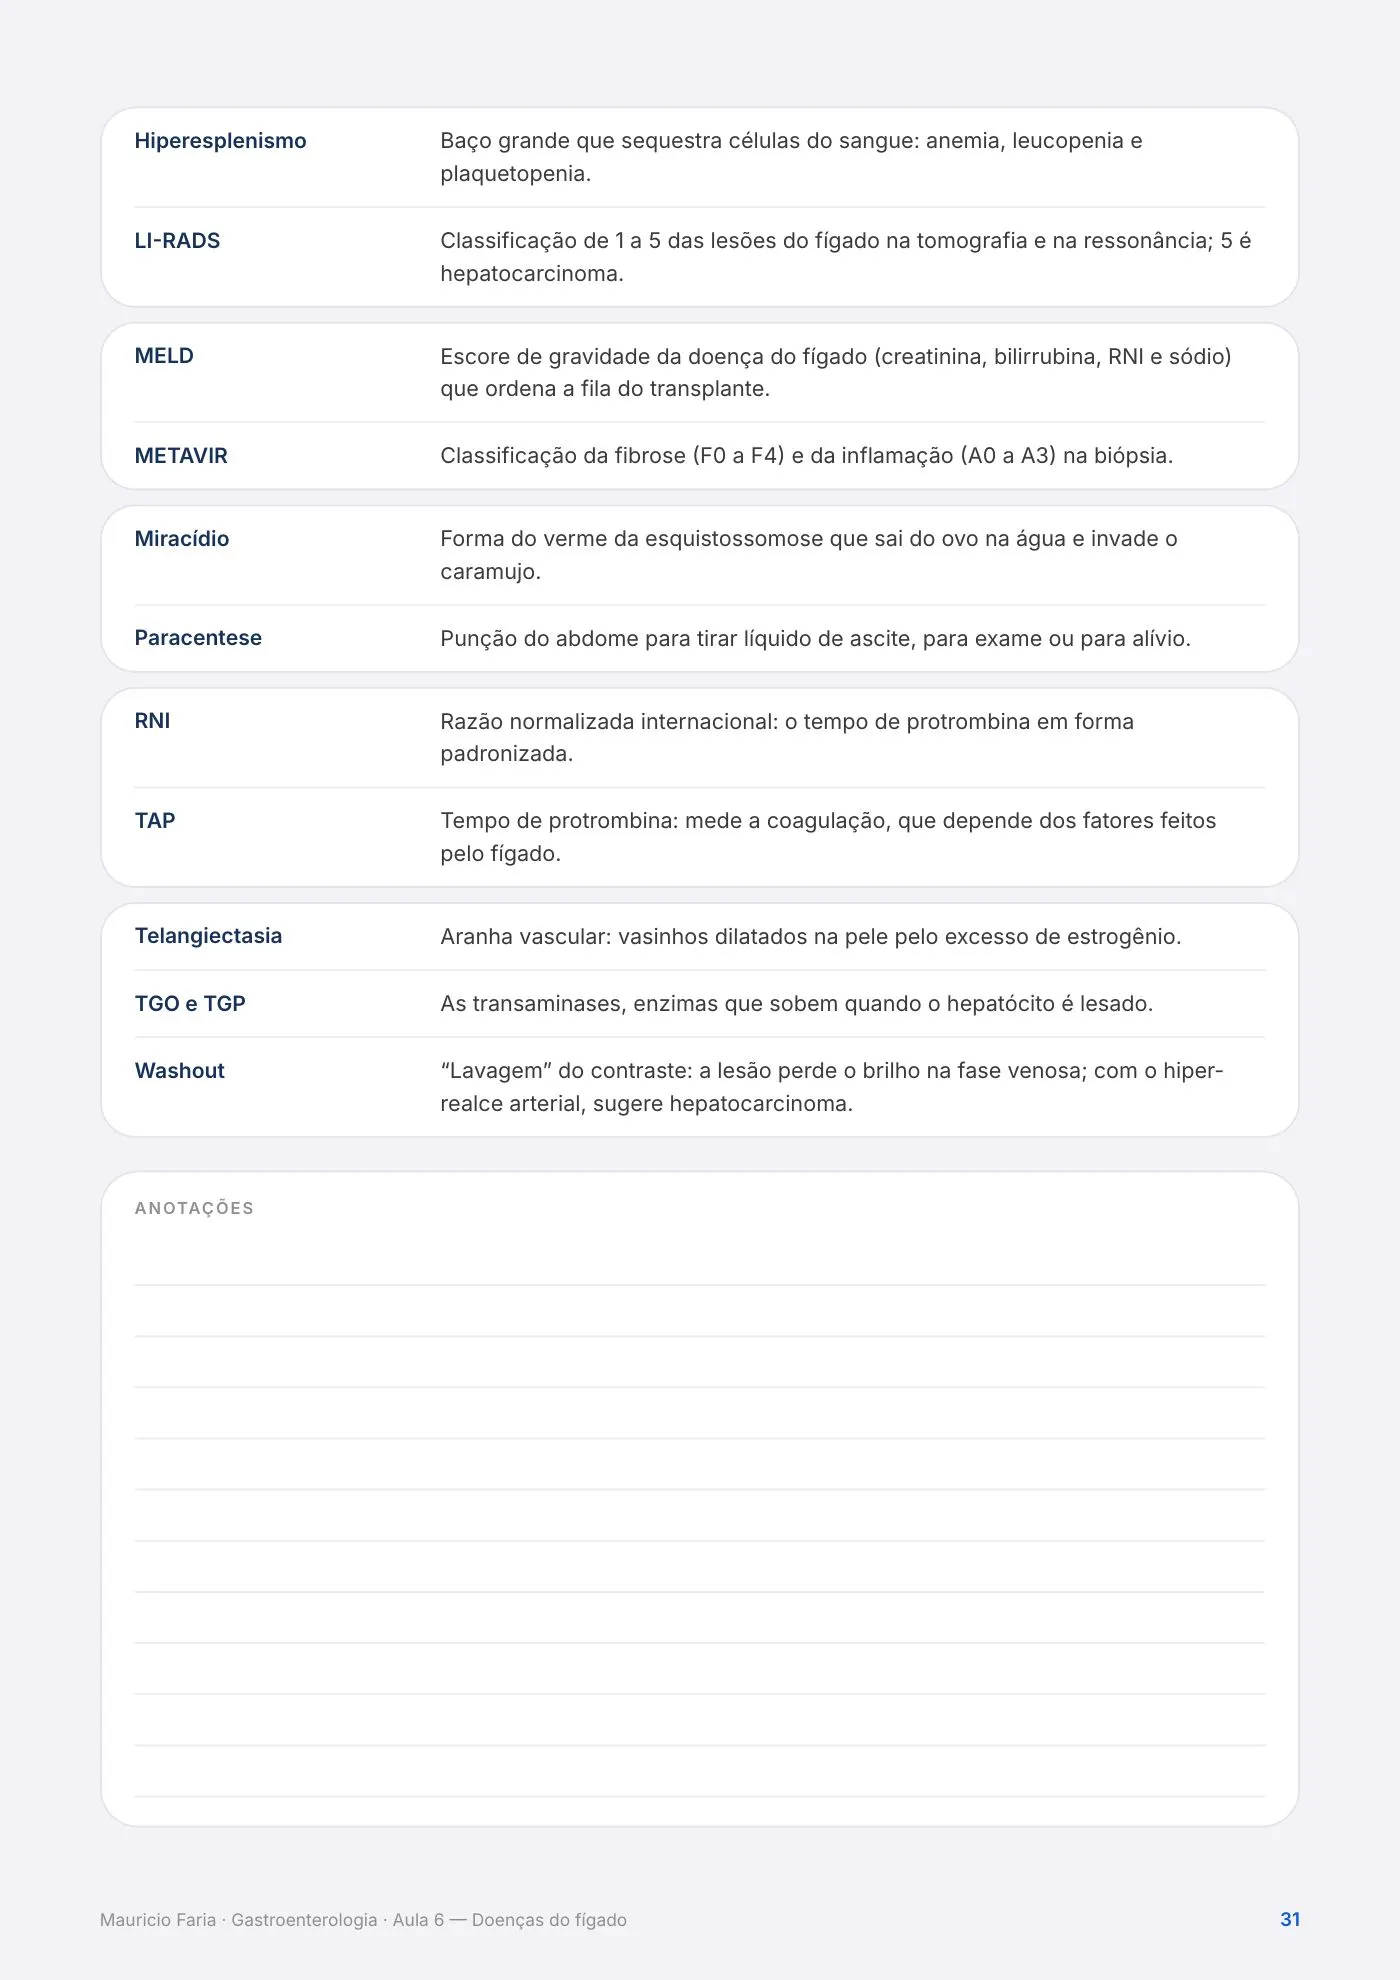 Hiperesplenismo
Baço grande que sequestra células do sangue: anemia, leucopenia e
plaquetopenia.
LI-RADS
Classificação de 1 a 5 das lesões do fígado na tomografia e na ressonância; 5 é
hepatocarcinoma.
MELD
Escore de gravidade da doença do fígado (creatinina, bilirrubina, RNI e sódio)
que ordena a fila do transplante.
METAVIR
Classificação da fibrose (F0 a F4) e da inflamação (A0 a A3) na biópsia.
Miracídio
Forma do verme da esquistossomose que sai do ovo na água e invade o
caramujo.
Paracentese
Punção do abdome para tirar líquido de ascite, para exame ou para alívio.
RNI
Razão normalizada internacional: o tempo de protrombina em forma
padronizada.
TAP
Tempo de protrombina: mede a coagulação, que depende dos fatores feitos
pelo fígado.
Telangiectasia
Aranha vascular: vasinhos dilatados na pele pelo excesso de estrogênio.
TGO e TGP
As transaminases, enzimas que sobem quando o hepatócito é lesado.
Washout
“Lavagem” do contraste: a lesão perde o brilho na fase venosa; com o hiper-
realce arterial, sugere hepatocarcinoma.
ANOTAÇÕES
Mauricio Faria · Gastroenterologia · Aula 6 — Doenças do fígado
31